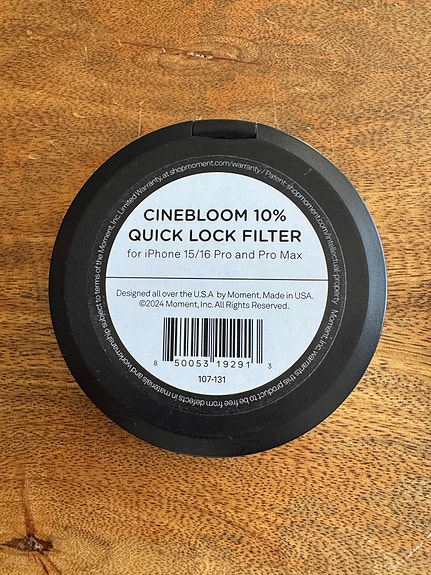 CINEBLOOM 10%
QUICK LOCK FILTER
for iPhone 15/16 Pro and Pro Max
Designed all over the U.S.A by Moment. Made in USA.
©2024 Moment, Inc. All Rights Reserved.
8 50053 19291 3
107-131
Moment, Inc warrants this product to be free from defects in materials and workmanship subject to terms of the Moment, Inc. Limited Warranty, at shopmoment.com/warranty / Patent: shopmoment.com/intellectual-property